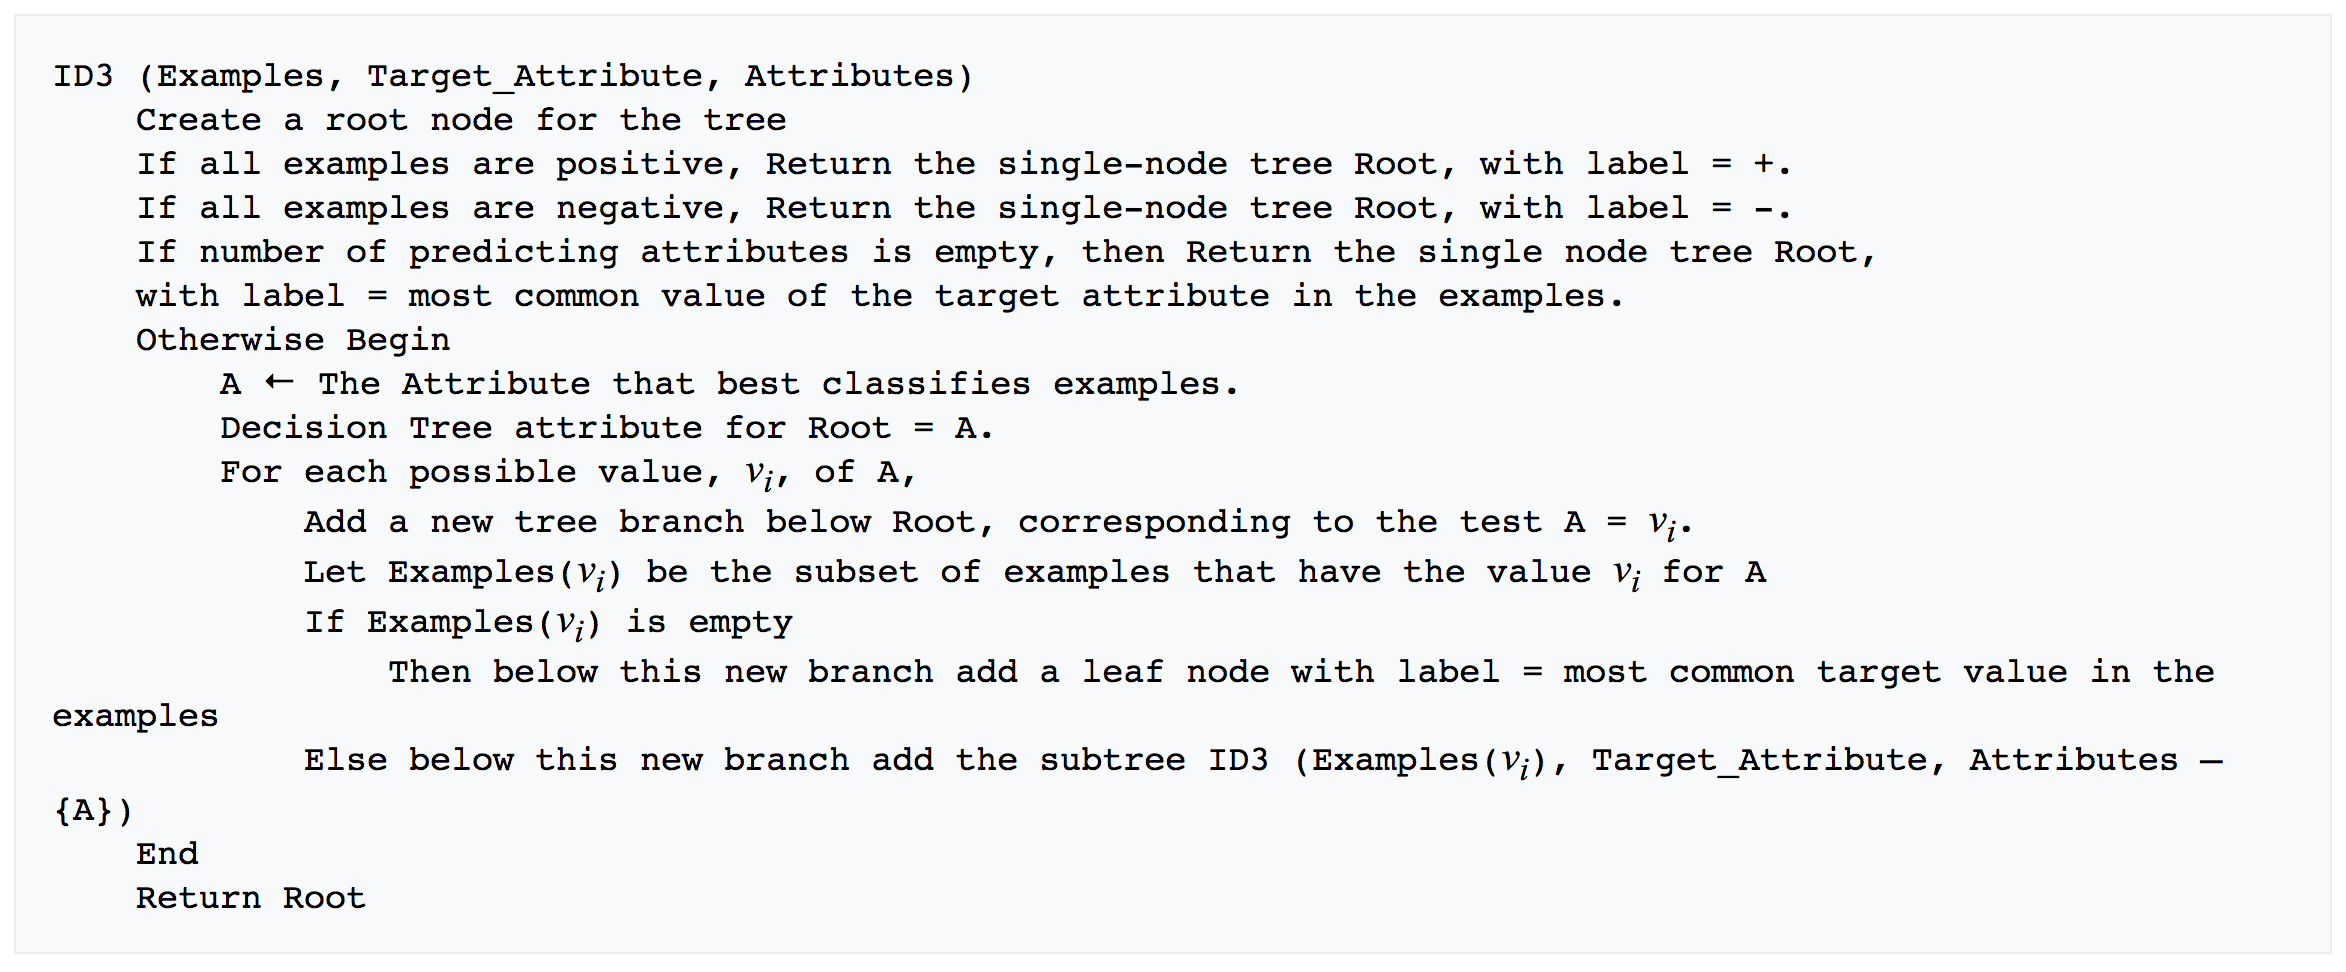 ID3 (Examples, Target_Attribute, Attributes)
Create a root node for the tree
If all examples are positive, Return the single-node tree Root, with label = +.
If all examples are negative, Return the single-node tree Root, with label = -.
If number of predicting attributes is empty, then Return the single node tree Root,
with label = most common value of the target attribute in the examples.
Otherwise Begin
A ← The Attribute that best classifies examples.
Decision Tree attribute for Root = A.
For each possible value, vᵢ, of A,
Add a new tree branch below Root, corresponding to the test A = vᵢ.
Let Examples(vᵢ) be the subset of examples that have the value vᵢ for A
If Examples(vᵢ) is empty
Then below this new branch add a leaf node with label = most common target value in the
examples
Else below this new branch add the subtree ID3 (Examples(vᵢ), Target_Attribute, Attributes –
{A})
End
Return Root